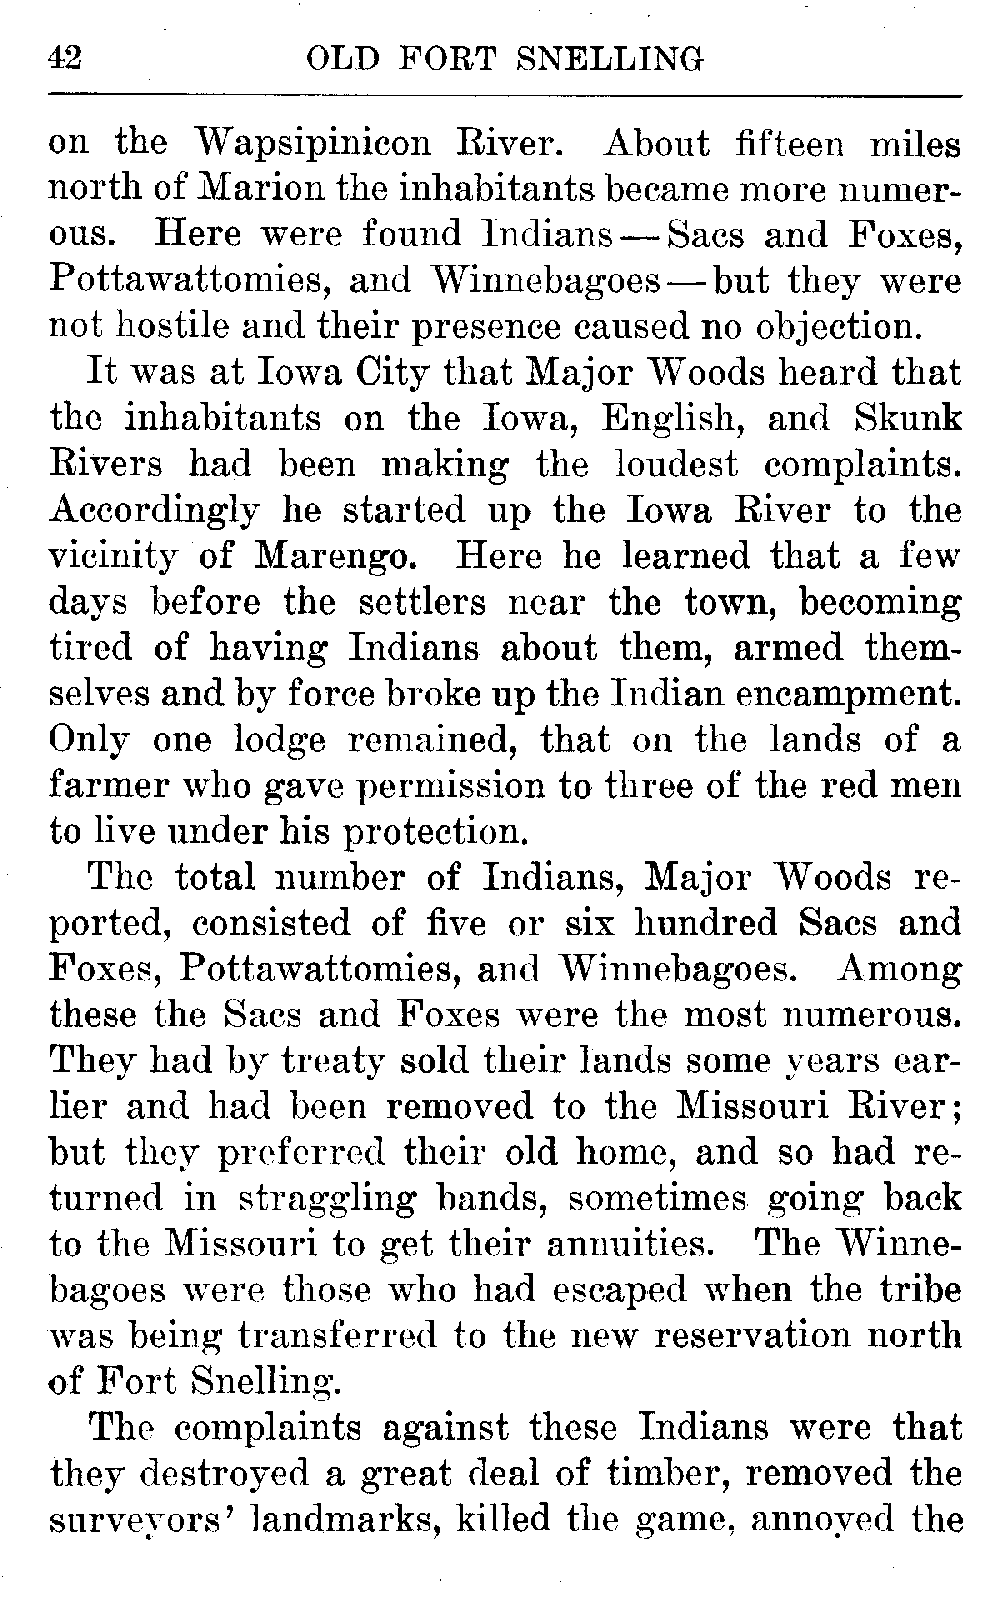 42 OLD FORT SNELLING
on the Wapsipinicon River. About fifteen miles
north of Marion the inhabitants became more numer-
ous. Here were found Indians — Sacs and Foxes,
Pottawattomies, and Winnebagoes — but they were
not hostile and their presence caused no objection.
It was at Iowa City that Major Woods heard that
the inhabitants on the Iowa, English, and Skunk
Rivers had been making the loudest complaints.
Accordingly he started up the Iowa River to the
vicinity of Marengo. Here he learned that a few
days before the settlers near the town, becoming
tired of having Indians about them, armed them-
selves and by force broke up the Indian encampment.
Only one lodge remained, that on the lands of a
farmer who gave permission to three of the red men
to live under his protection.
The total number of Indians, Major Woods re-
ported, consisted of five or six hundred Sacs and
Foxes, Pottawattomies, and Winnebagoes. Among
these the Sacs and Foxes were the most numerous.
They had by treaty sold their lands some years ear-
lier and had been removed to the Missouri River;
but they preferred their old home, and so had re-
turned in straggling bands, sometimes going back
to the Missouri to get their annuities. The Winne-
bagoes were those who had escaped when the tribe
was being transferred to the new reservation north
of Fort Snelling.
The complaints against these Indians were that
they destroyed a great deal of timber, removed the
surveyors' landmarks, killed the game, annoyed the